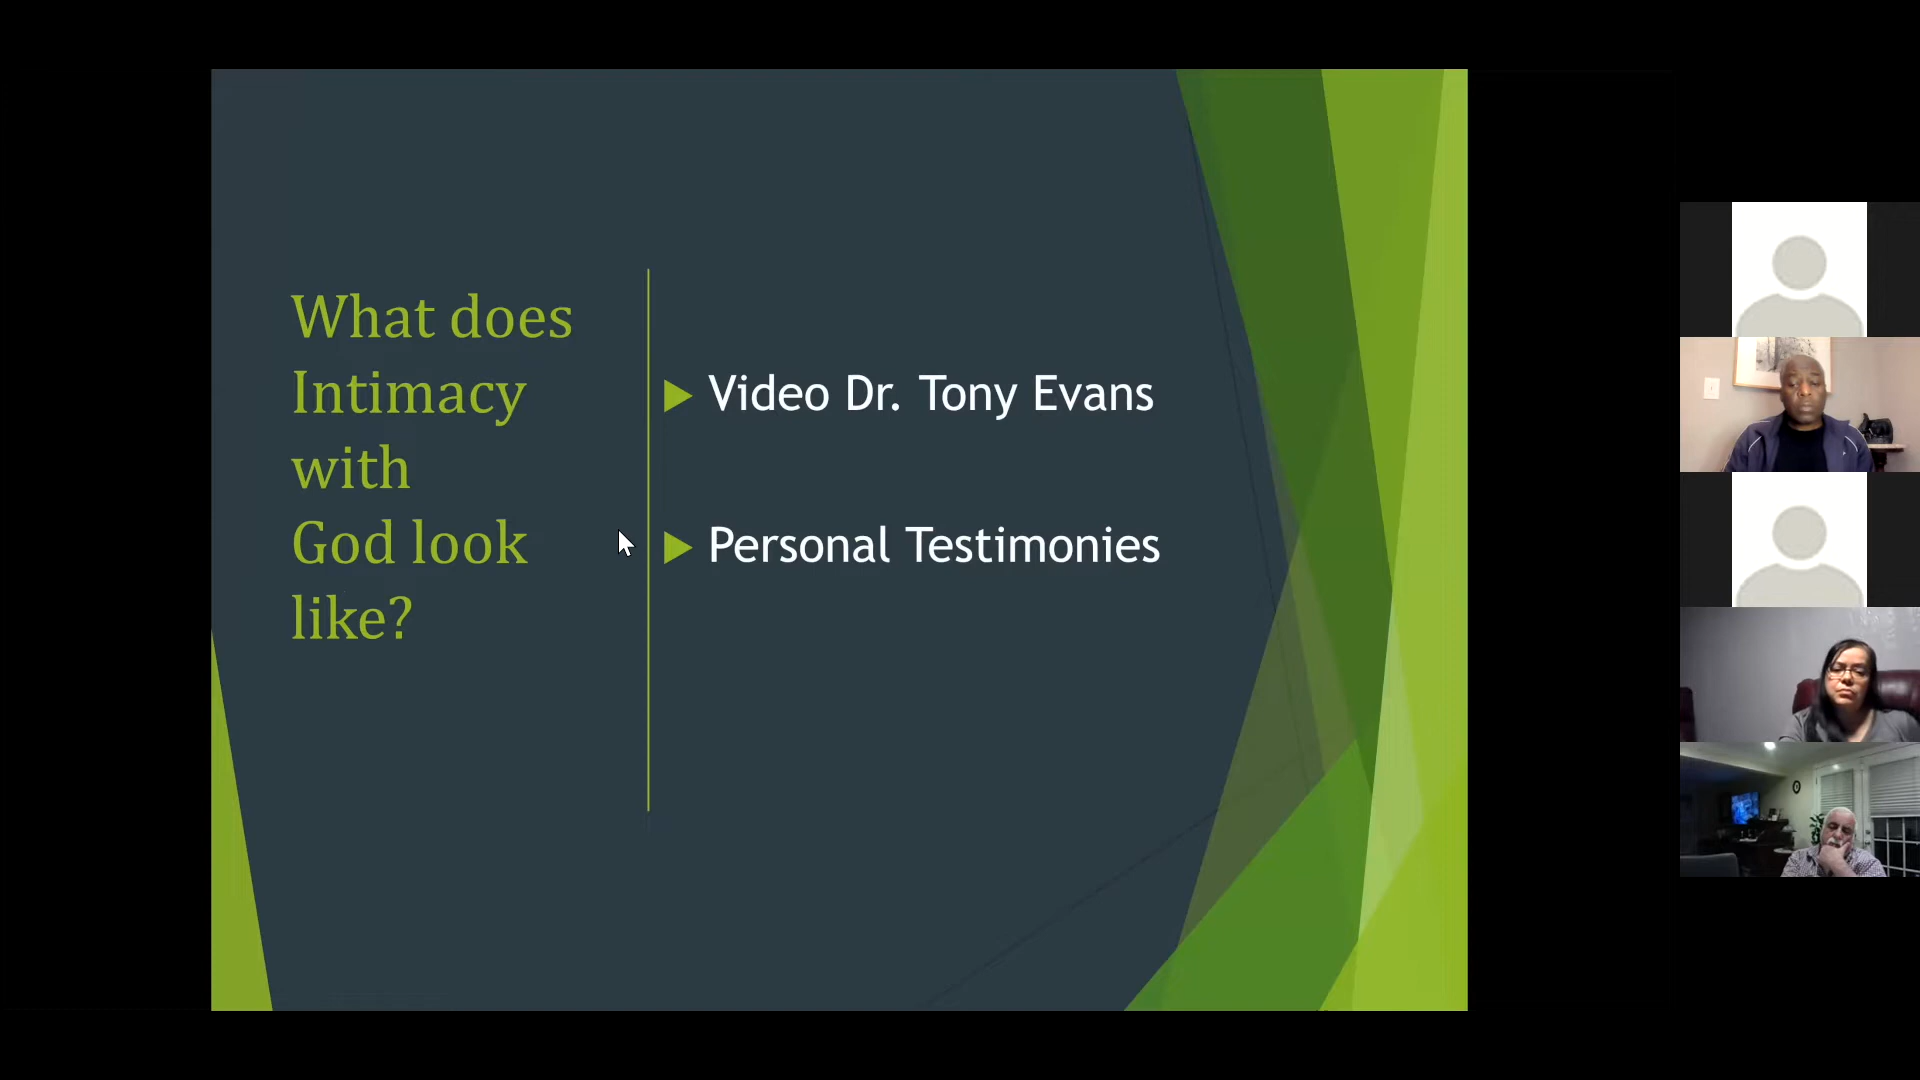 What does
Intimacy
with
God look
like?
Video Dr. Tony Evans
Personal Testimonies